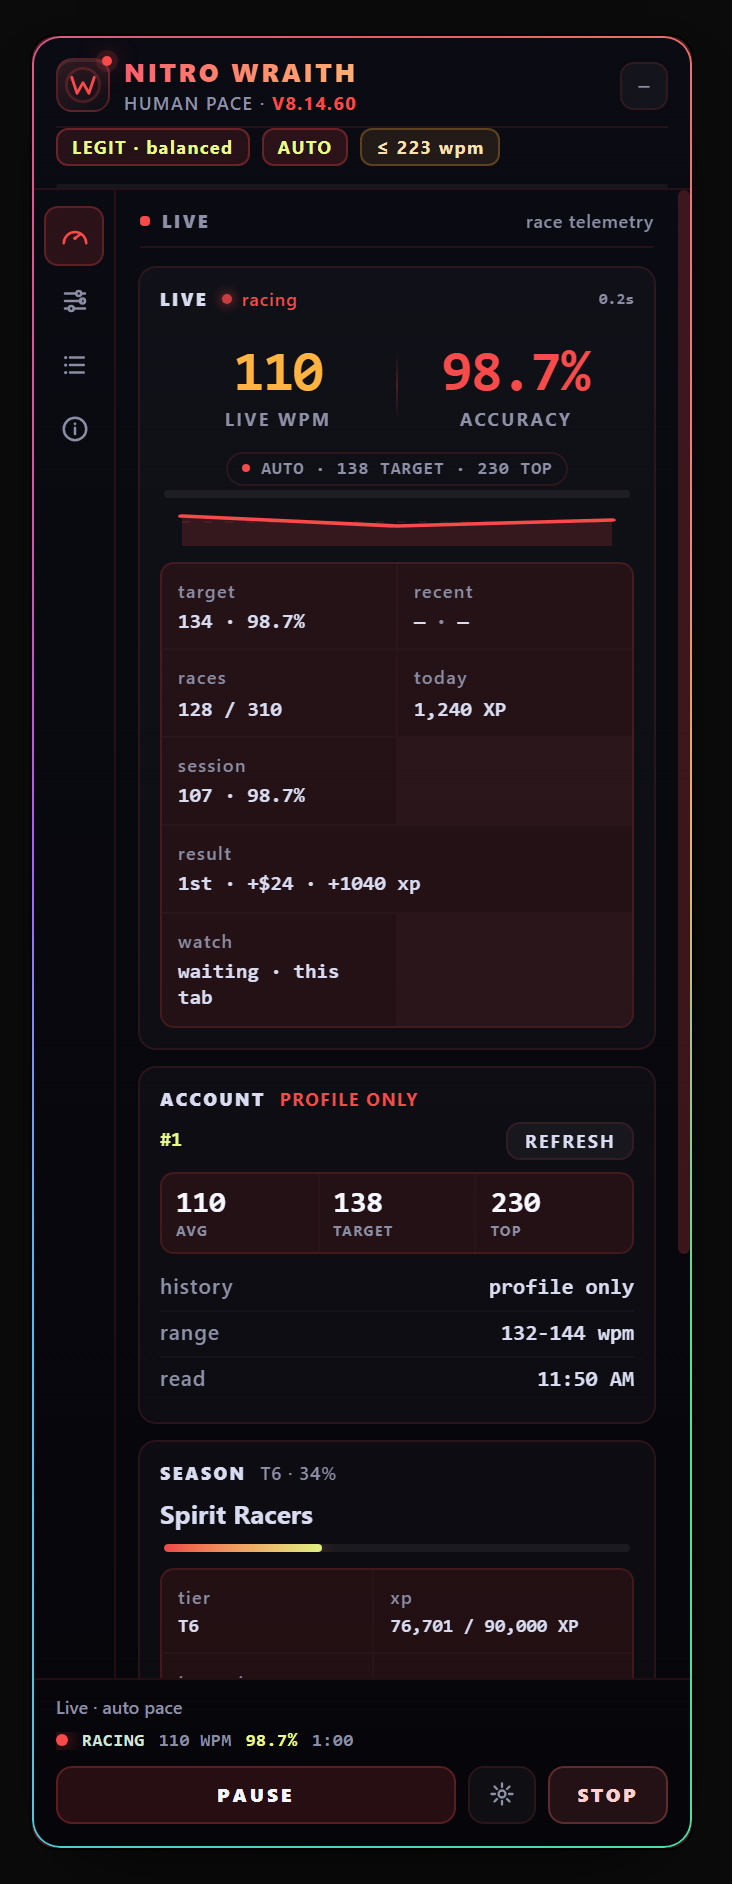 NITRO WRAITH
HUMAN PACE · V8.14.60
–
LEGIT · balanced AUTO ≤ 223 wpm
LIVE race telemetry
LIVE racing 0.2s
110 98.7%
LIVE WPM ACCURACY
AUTO · 138 TARGET · 230 TOP
target recent
134 · 98.7% — · —
races today
128 / 310 1,240 XP
session
107 · 98.7%
result
1st · +$24 · +1040 xp
watch
waiting · this
tab
ACCOUNT PROFILE ONLY
#1 REFRESH
110 138 230
AVG TARGET TOP
history profile only
range 132-144 wpm
read 11:50 AM
SEASON T6 · 34%
Spirit Racers
tier xp
T6 76,701 / 90,000 XP
Live · auto pace
RACING 110 WPM 98.7% 1:00
PAUSE STOP